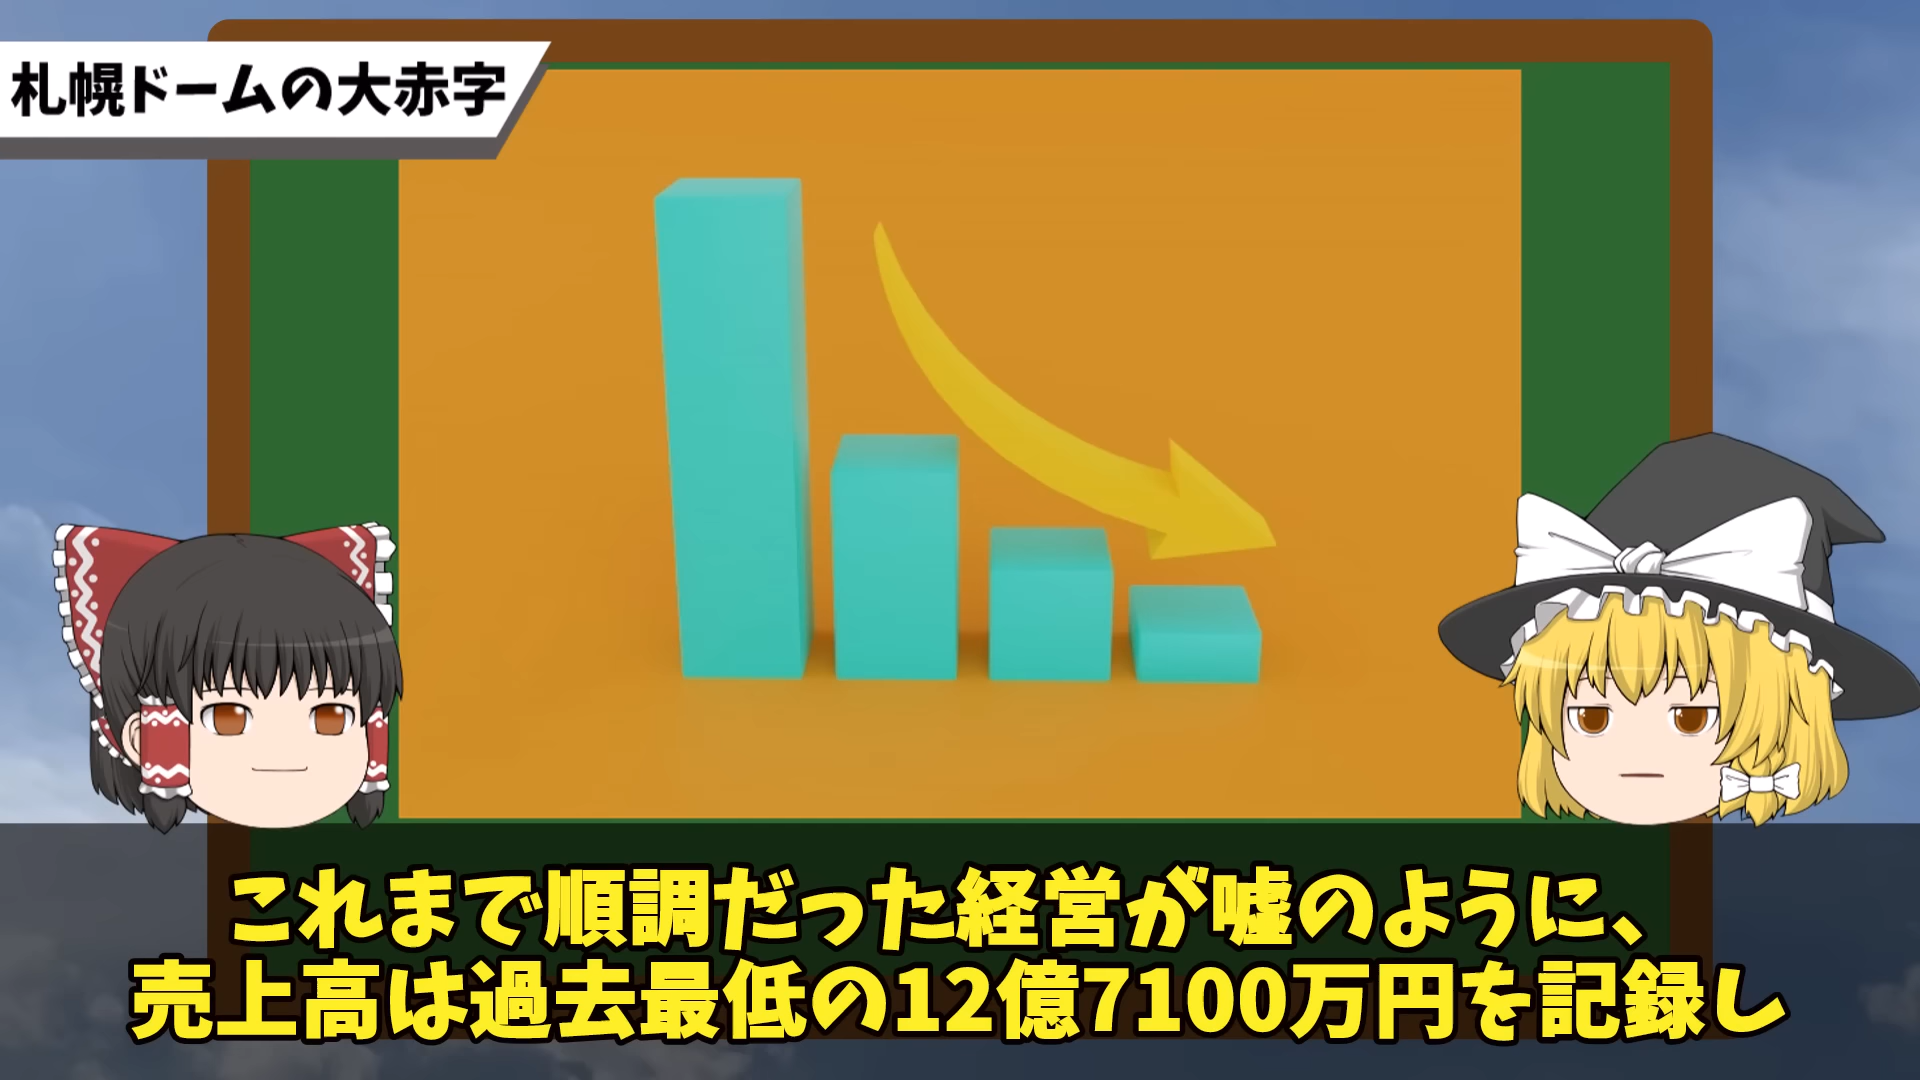 札幌ドームの大赤字
これまで順調だった経営が嘘のように、
売上高は過去最低の12億7100万円を記録し